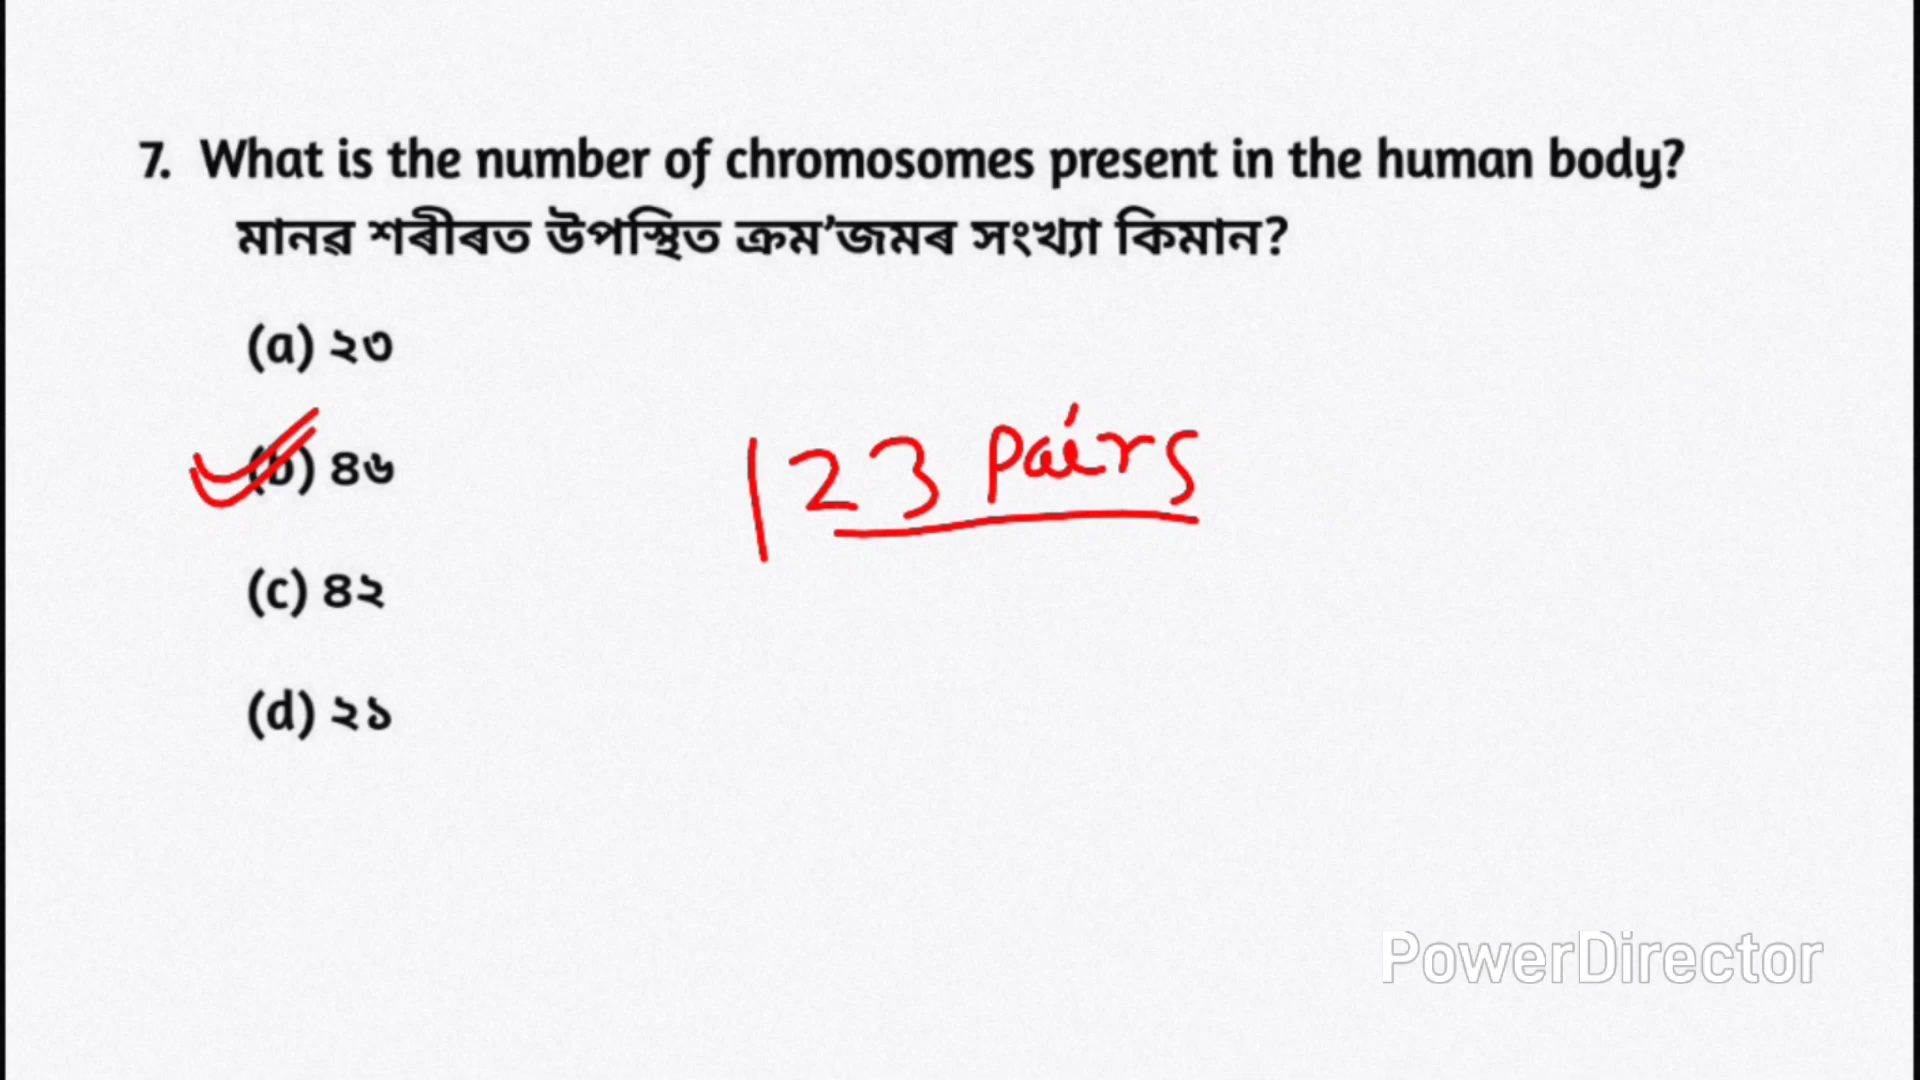 7. What is the number of chromosomes present in the human body?
মানৱ শৰীৰত উপস্থিত ক্ৰম’জমৰ সংখ্যা কিমান?
(a) ২৩
(b) ৪৬
| 23 Pairs
(c) ৪২
(d) ২১
PowerDirector